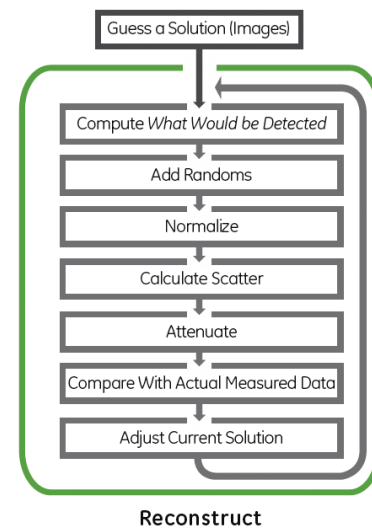 Guess a Solution (Images)
Compute What Would be Detected
Add Randoms
Normalize
Calculate Scatter
Attenuate
Compare With Actual Measured Data
Adjust Current Solution
Reconstruct